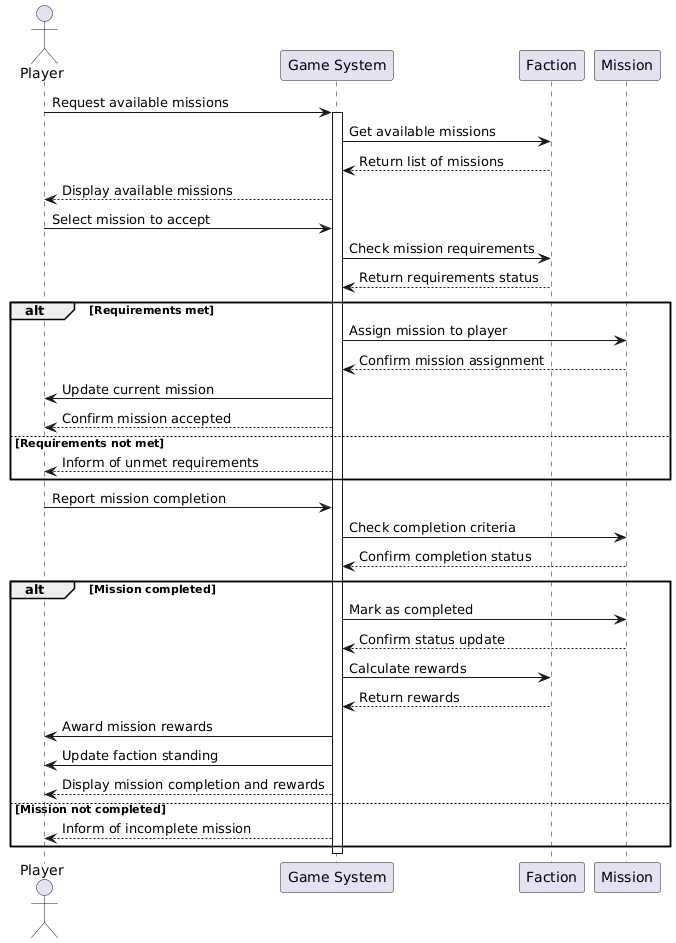 Player
Game System
Faction
Mission
Request available missions
Get available missions
Return list of missions
Display available missions
Select mission to accept
Check mission requirements
Return requirements status
alt
[Requirements met]
Assign mission to player
Confirm mission assignment
Update current mission
Confirm mission accepted
[Requirements not met]
Inform of unmet requirements
Report mission completion
Check completion criteria
Confirm completion status
alt
[Mission completed]
Mark as completed
Confirm status update
Calculate rewards
Return rewards
Award mission rewards
Update faction standing
Display mission completion and rewards
[Mission not completed]
Inform of incomplete mission
Player
Game System
Faction
Mission